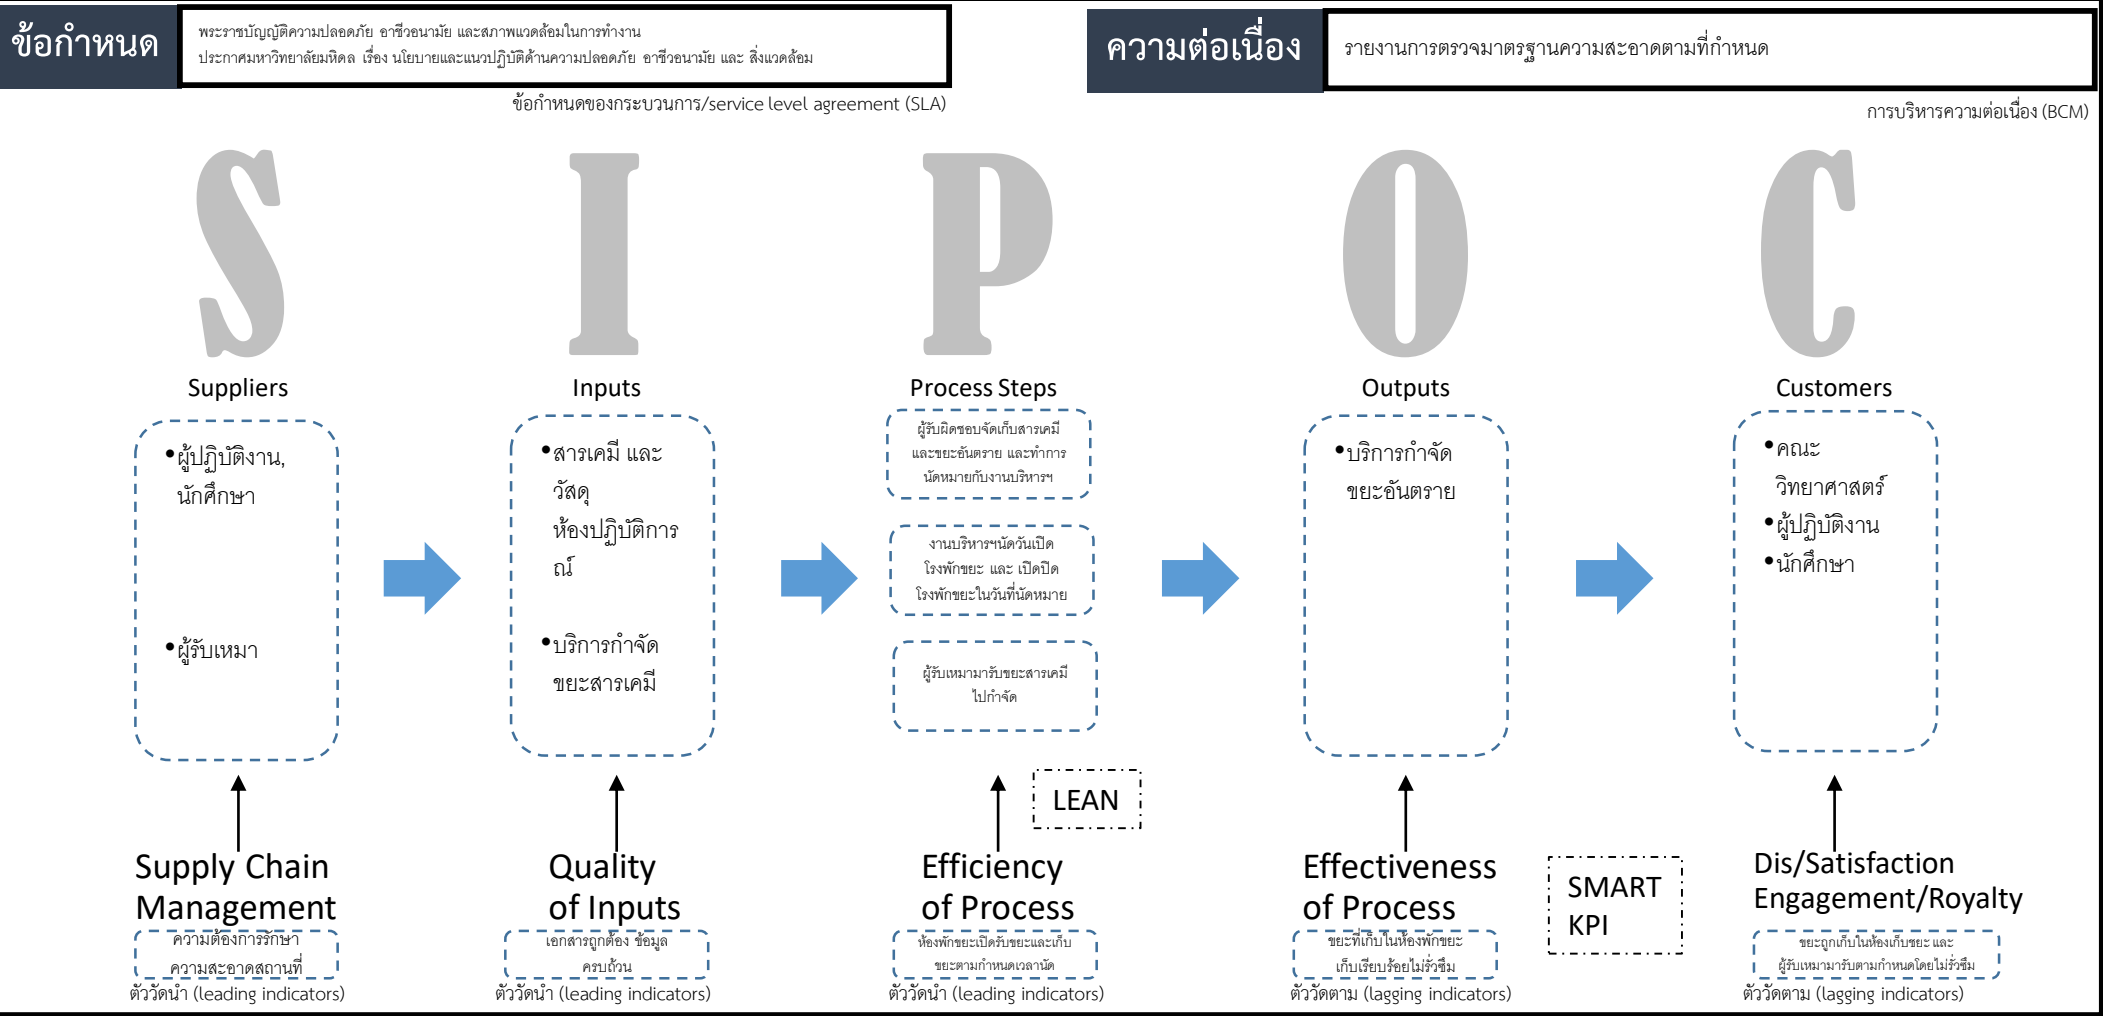 ข้อกำหนด
พระราชบัญญัติความปลอดภัย อาชีวอนามัย และสภาพแวดล้อมในการทำงาน
ประกาศมหาวิทยาลัยมหิดล เรื่อง นโยบายและแนวปฏิบัติด้านความปลอดภัย อาชีวอนามัย และ สิ่งแวดล้อม
ข้อกำหนดของกระบวนการ/service level agreement (SLA)
ความต่อเนื่อง
รายงานการตรวจมาตรฐานความสะอาดตามที่กำหนด
การบริหารความต่อเนื่อง (BCM)
S I P O C
Suppliers
•ผู้ปฏิบัติงาน,
นักศึกษา
•ผู้รับเหมา
Supply Chain
Management
ความต้องการรักษา
ความสะอาดสถานที่
ตัววัดนำ (leading indicators)
Inputs
•สารเคมี และ
วัสดุ
ห้องปฏิบัติการ
ณ์
•บริการกำจัด
ขยะสารเคมี
Quality
of Inputs
เอกสารถูกต้อง ข้อมูล
ครบถ้วน
ตัววัดนำ (leading indicators)
Process Steps
ผู้รับผิดชอบจัดเก็บสารเคมี
และขยะอันตราย และทำการ
นัดหมายกับงานบริหารฯ
งานบริหารฯนัดวันเปิด
โรงพักขยะ และ เปิดปิด
โรงพักขยะในวันที่นัดหมาย
ผู้รับเหมามารับขยะสารเคมี
ไปกำจัด
LEAN
Efficiency
of Process
ห้องพักขยะเปิดรับขยะและเก็บ
ขยะตามกำหนดเวลานัด
ตัววัดนำ (leading indicators)
Outputs
•บริการกำจัด
ขยะอันตราย
Effectiveness
of Process
ขยะที่เก็บในห้องพักขยะ
เก็บเรียบร้อยไม่รั่วซึม
ตัววัดตาม (lagging indicators)
SMART
KPI
Customers
•คณะ
วิทยาศาสตร์
•ผู้ปฏิบัติงาน
•นักศึกษา
Dis/Satisfaction
Engagement/Royalty
ขยะถูกเก็บในห้องเก็บขยะ และ
ผู้รับเหมามารับตามกำหนดโดยไม่รั่วซึม
ตัววัดตาม (lagging indicators)